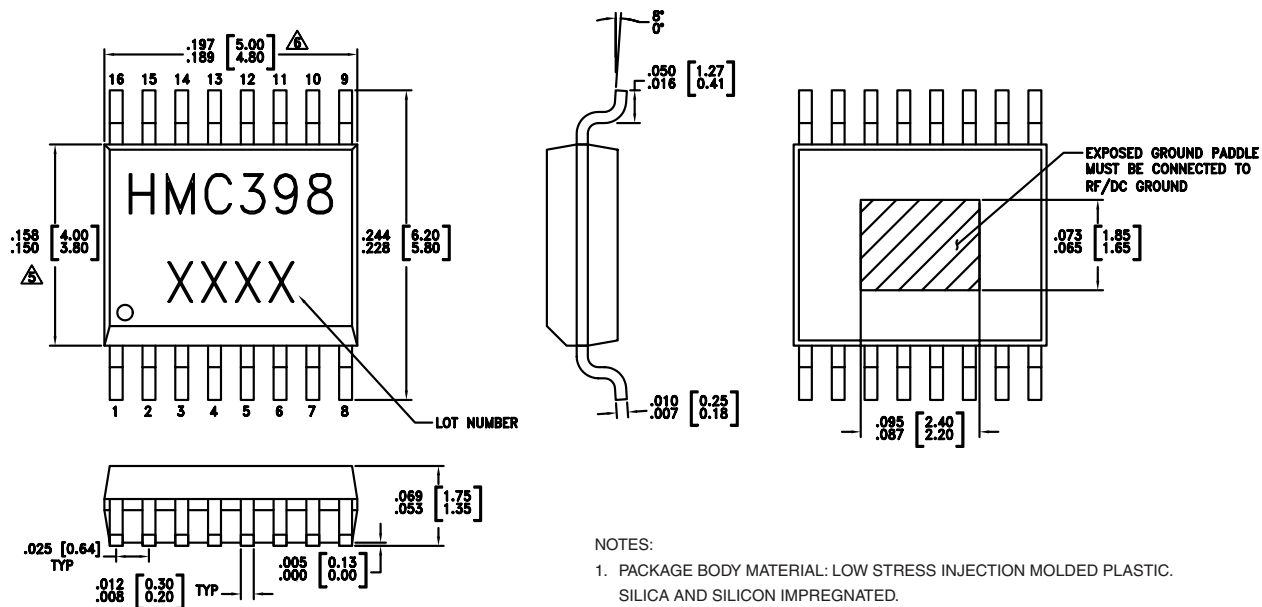 .197 [5.00] 6
.189 [4.80]
16 15 14 13 12 11 10 9
HMC398
XXXX
.158 [4.00]
.150 [3.80]
5
.244 [6.20]
.228 [5.80]
1 2 3 4 5 6 7 8
LOT NUMBER
8°
0°
.050 [1.27]
.016 [0.41]
.010 [0.25]
.007 [0.18]
EXPOSED GROUND PADDLE
MUST BE CONNECTED TO
RF/DC GROUND
.073 [1.85]
.065 [1.65]
.095 [2.40]
.087 [2.20]
.069 [1.75]
.053 [1.35]
.025 [0.64]
TYP
.012 [0.30]
.008 [0.20] TYP
.005 [0.13]
.000 [0.00]
NOTES:
1. PACKAGE BODY MATERIAL: LOW STRESS INJECTION MOLDED PLASTIC.
SILICA AND SILICON IMPREGNATED.